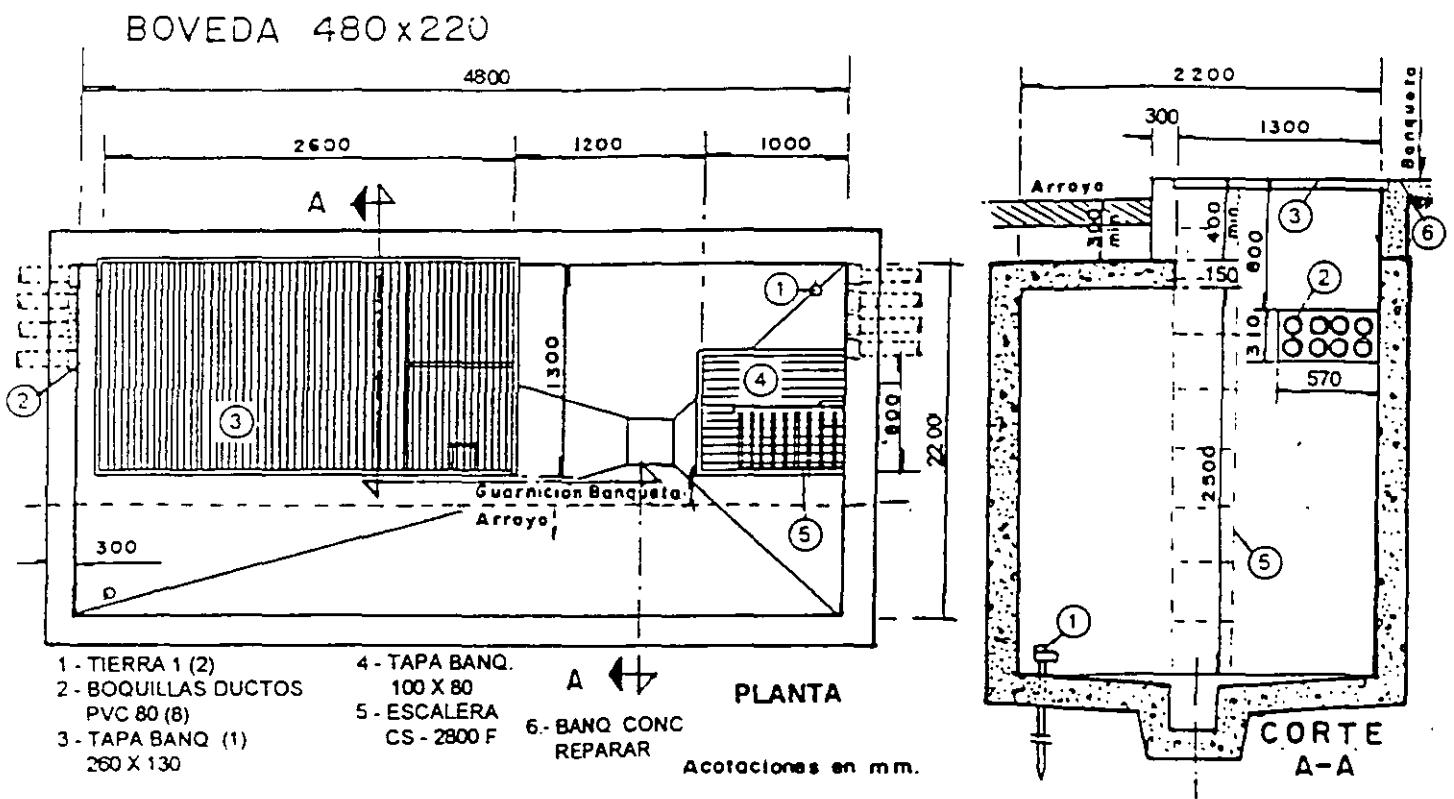 BOVEDA 480x220
4800
2600 1200 1000
A
1
1300
4
3
2
800
2200
Guarnicion Banqueta
Arroyo
300
5
A
PLANTA
1 - TIERRA 1 (2)
2 - BOQUILLAS DUCTOS
PVC 80 (8)
3 - TAPA BANQ (1)
260 X 130
4 - TAPA BANQ.
100 X 80
5 - ESCALERA
CS - 2800 F
6.- BANQ CONC
REPARAR
Acotaciones en mm.
2200
300 1300
Banqueta
Arroyo
300
min
400
min
3
6
150
2
310
570
2500
5
1
CORTE
A-A